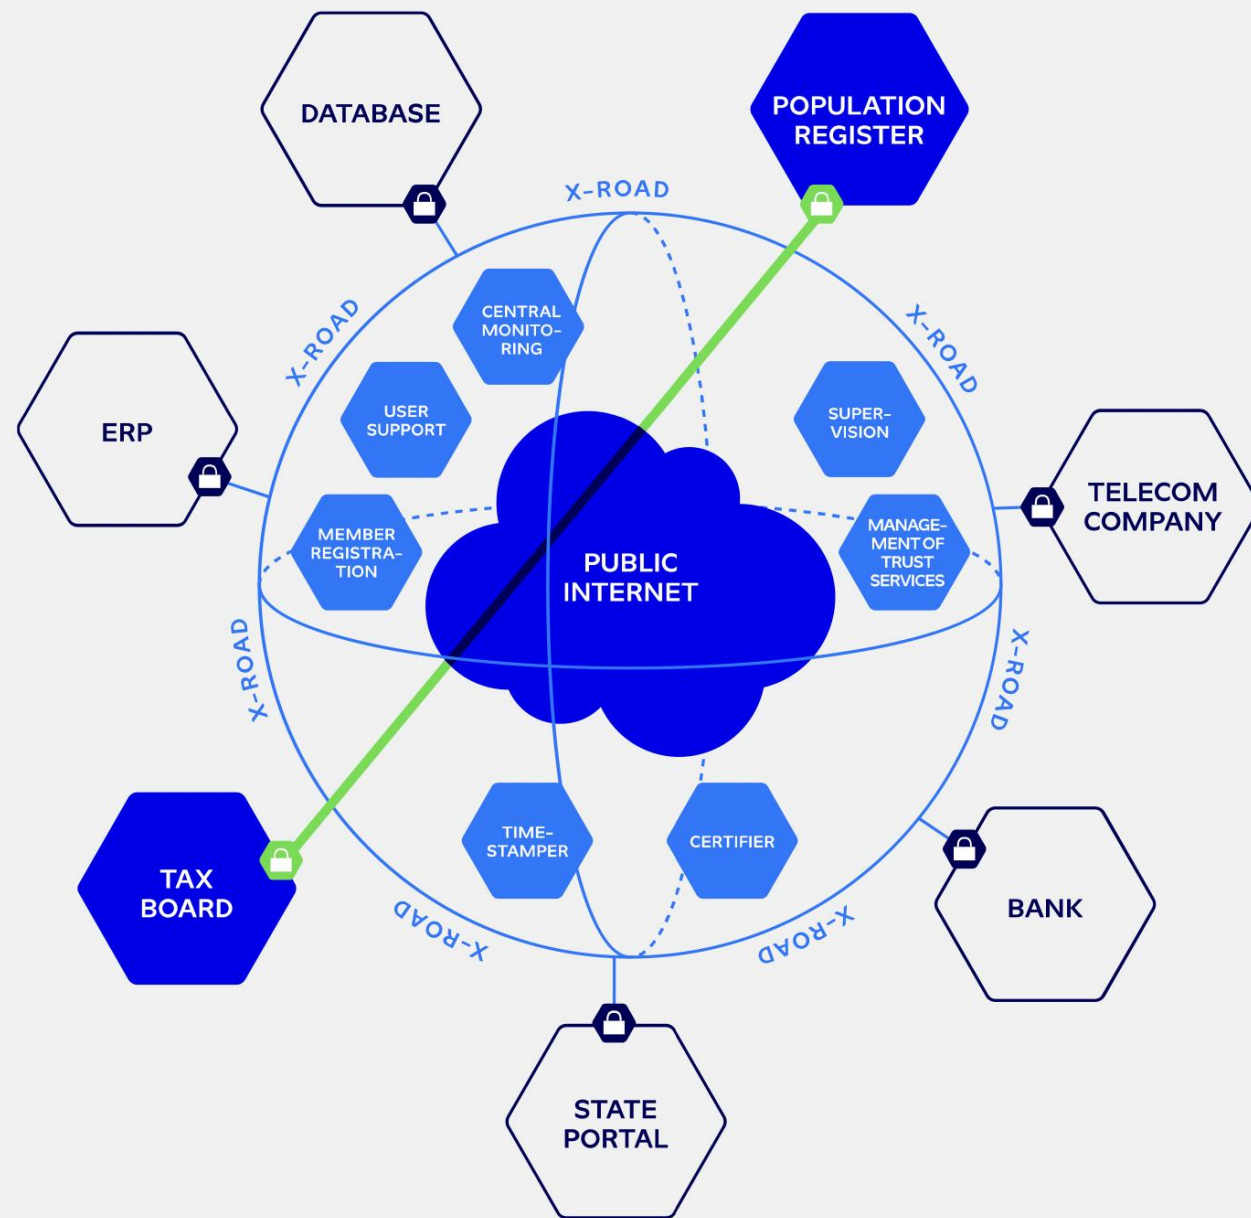 DATABASE
POPULATION
REGISTER
X-ROAD
X-ROAD
X-ROAD
CENTRAL
MONITO-
RING
USER
SUPPORT
SUPER-
VISION
ERP
TELECOM
COMPANY
MEMBER
REGISTRA-
TION
MANAGE-
MENT OF
TRUST
SERVICES
PUBLIC
INTERNET
X-ROAD
X-ROAD
TIME-
STAMPER
CERTIFIER
TAX
BOARD
BANK
X-ROAD
X-ROAD
STATE
PORTAL